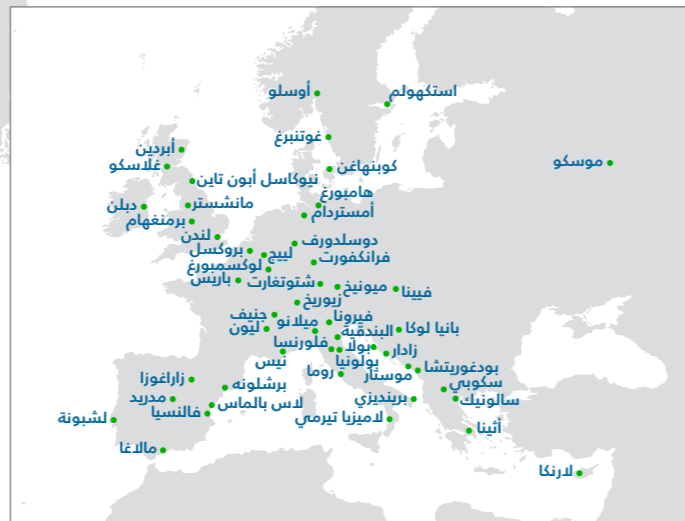 استكهولم
أوسلو
غوتنبرغ
أبردين
غلاسكو
كوبنهاغن
موسكو
نيوكاسل أبون تاين
هامبورغ
مانشستر
دبلن
أمستردام
برمنغهام
لندن
دوسلدورف
بروكسل
لييج
فرانكفورت
لوكسمبورغ
باريس
شتوتغارت
ميونيخ
فيينا
زيوريخ
جنيف
ميلانو
فيرونا
ليون
البندقية
بانيا لوكا
فلورنسا
بولا
زادار
نيس
بولونيا
بودغوريتشا
روما
موستار
زاراغوزا
برشلونه
سكوبي
مدريد
لاس بالماس
برينديزي
سالونيك
فالنسيا
لشبونة
لاميزيا تيرمي
أثينا
مالاغا
لارنكا